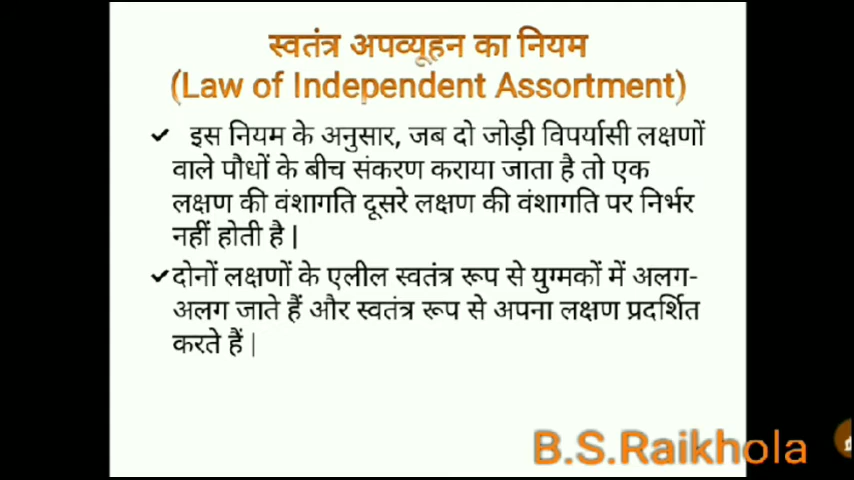 स्वतंत्र अपव्यूहन का नियम
(Law of Independent Assortment)
✔ इस नियम के अनुसार, जब दो जोड़ी विपर्यासी लक्षणों
वाले पौधों के बीच संकरण कराया जाता है तो एक
लक्षण की वंशागति दूसरे लक्षण की वंशागति पर निर्भर
नहीं होती है |
✔दोनों लक्षणों के एलील स्वतंत्र रूप से युग्मकों में अलग-
अलग जाते हैं और स्वतंत्र रूप से अपना लक्षण प्रदर्शित
करते हैं |
B.S.Raikhola